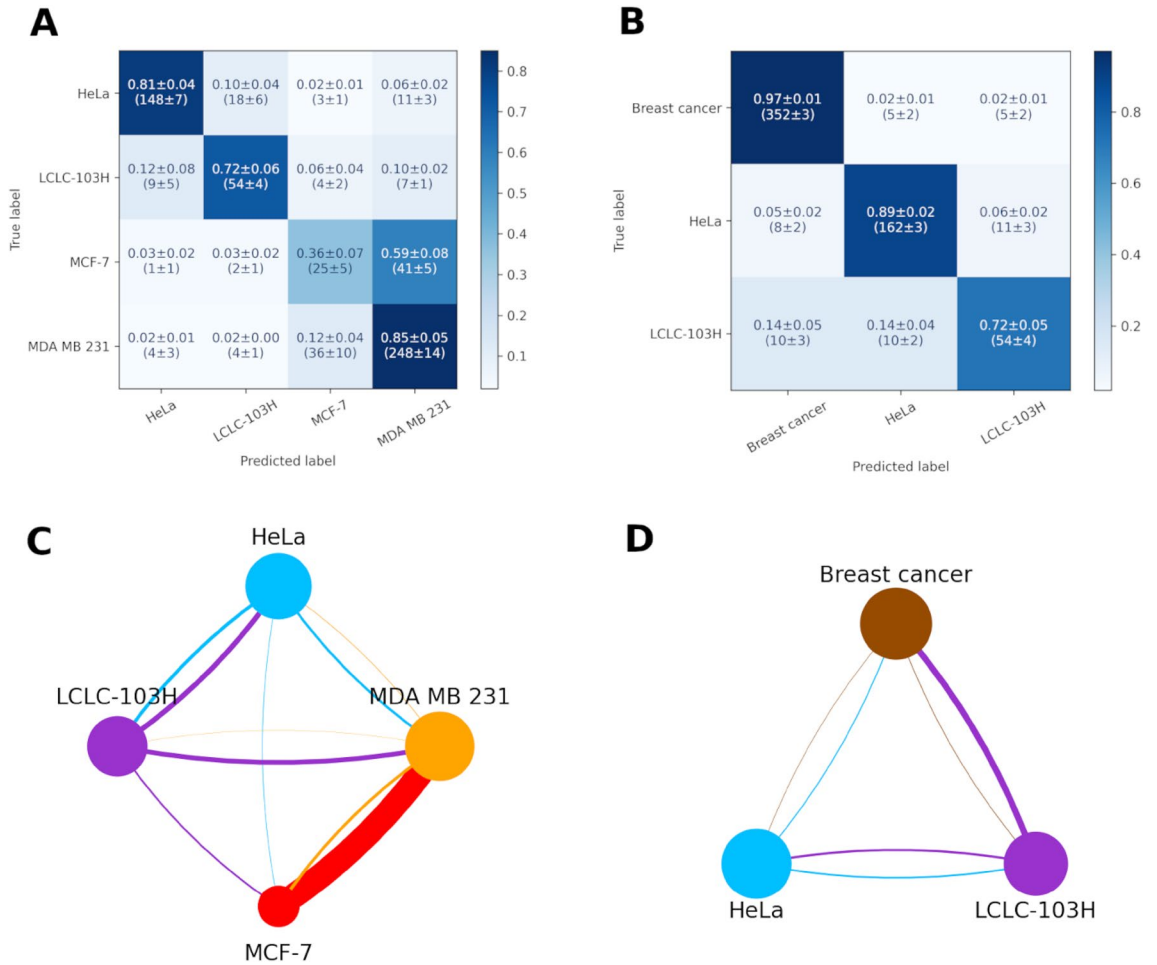 A
0.81±0.04 0.10±0.04 0.02±0.01 0.06±0.02
(148±7) (18±6) (3±1) (11±3)
0.12±0.08 0.72±0.06 0.06±0.04 0.10±0.02
(9±5) (54±4) (4±2) (7±1)
0.03±0.02 0.03±0.02 0.36±0.07 0.59±0.08
(1±1) (2±1) (25±5) (41±5)
0.02±0.01 0.02±0.00 0.12±0.04 0.85±0.05
(4±3) (4±1) (36±10) (248±14)
HeLa
LCLC-103H
MCF-7
MDA MB 231
True label
HeLa LCLC-103H MCF-7 MDA MB 231
Predicted label
0.8
0.7
0.6
0.5
0.4
0.3
0.2
0.1
B
0.97±0.01 0.02±0.01 0.02±0.01
(352±3) (5±2) (5±2)
0.05±0.02 0.89±0.02 0.06±0.02
(8±2) (162±3) (11±3)
0.14±0.05 0.14±0.04 0.72±0.05
(10±3) (10±2) (54±4)
Breast cancer
HeLa
LCLC-103H
True label
Breast cancer HeLa LCLC-103H
Predicted label
0.8
0.6
0.4
0.2
C
HeLa
LCLC-103H
MDA MB 231
MCF-7
D
Breast cancer
HeLa
LCLC-103H